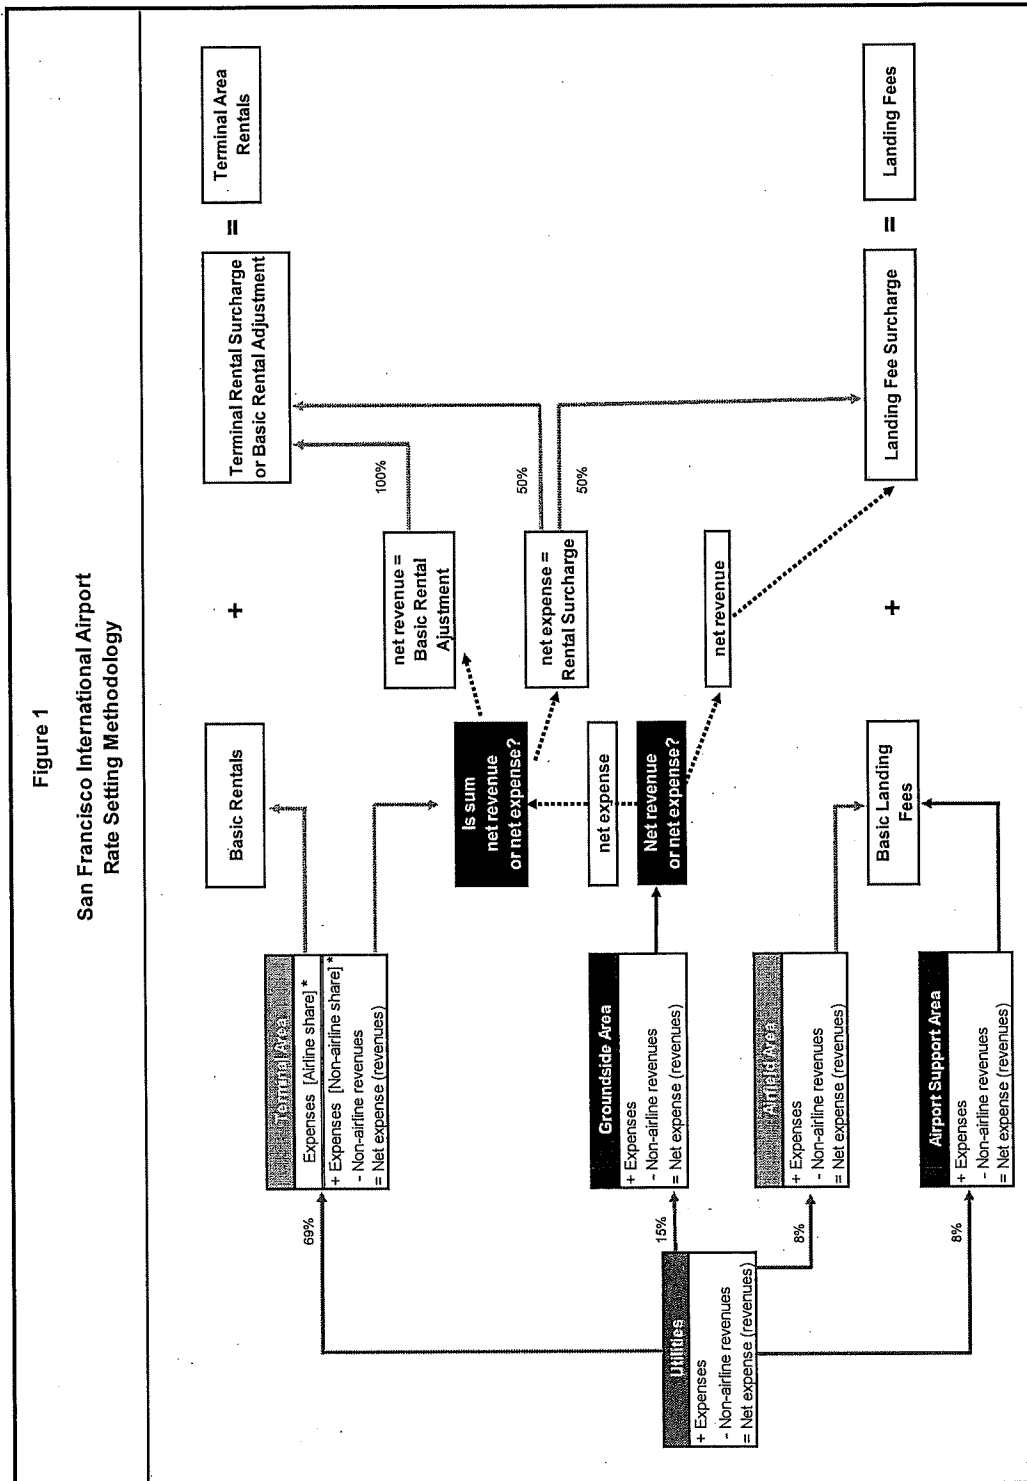 Figure 1
San Francisco International Airport
Rate Setting Methodology
Utilities
+ Expenses
- Non-airline revenues
= Net expense (revenues)
69%
15%
8%
8%
Terminal Area
Expenses [Airline share] *
+ Expenses [Non-airline share] *
- Non-airline revenues
= Net expense (revenues)
Groundside Area
+ Expenses
- Non-airline revenues
= Net expense (revenues)
Airfield Area
+ Expenses
- Non-airline revenues
= Net expense (revenues)
Airport Support Area
+ Expenses
- Non-airline revenues
= Net expense (revenues)
Basic Rentals
Is sum
net revenue
or net expense?
net expense
Net revenue
or net expense?
Basic Landing
Fees
+
net revenue =
Basic Rental
Ajustment
net expense =
Rental Surcharge
net revenue
+
100%
50%
50%
Terminal Rental Surcharge
or Basic Rental Adjustment
Landing Fee Surcharge
=
=
Terminal Area
Rentals
Landing Fees